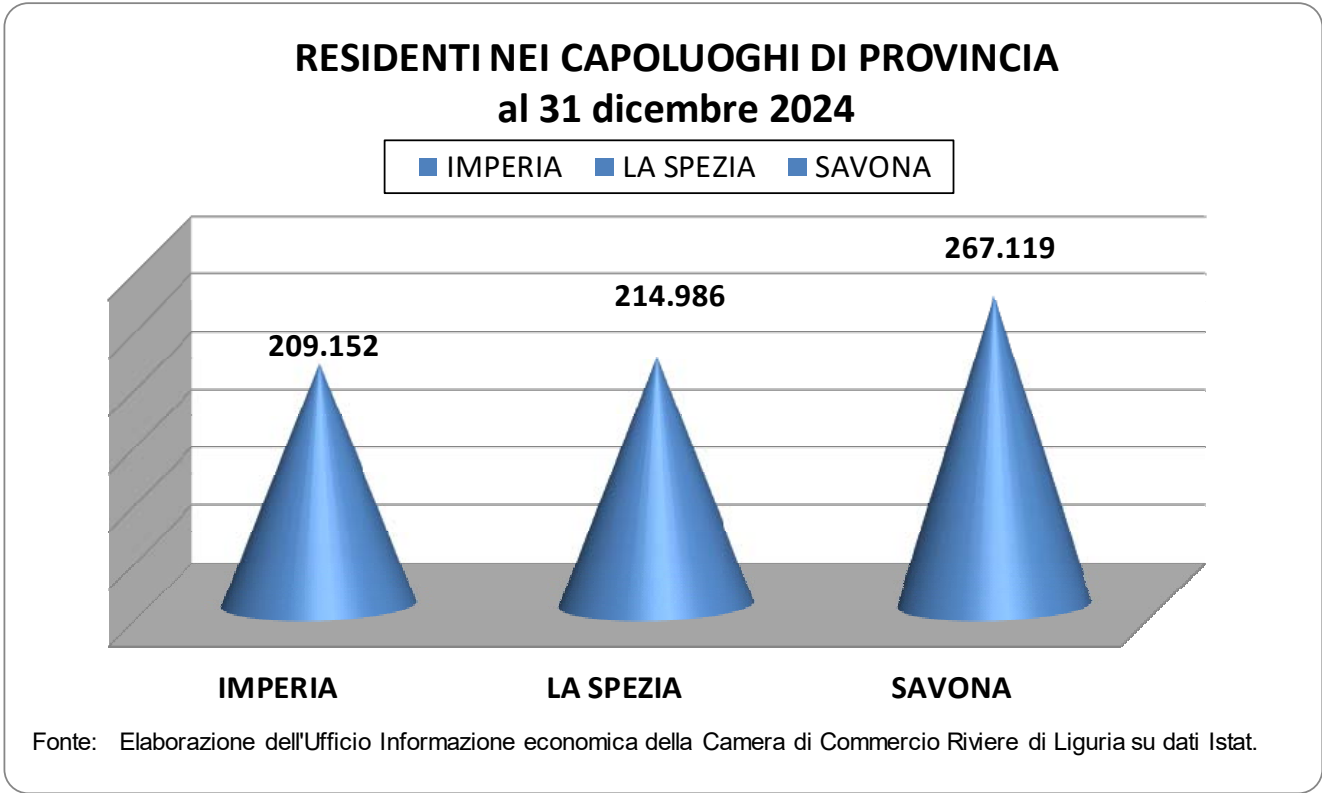 RESIDENTI NEI CAPOLUOGHI DI PROVINCIA
al 31 dicembre 2024
IMPERIA LA SPEZIA SAVONA
267.119
214.986
209.152
IMPERIA LA SPEZIA SAVONA
Fonte: Elaborazione dell'Ufficio Informazione economica della Camera di Commercio Riviere di Liguria su dati Istat.